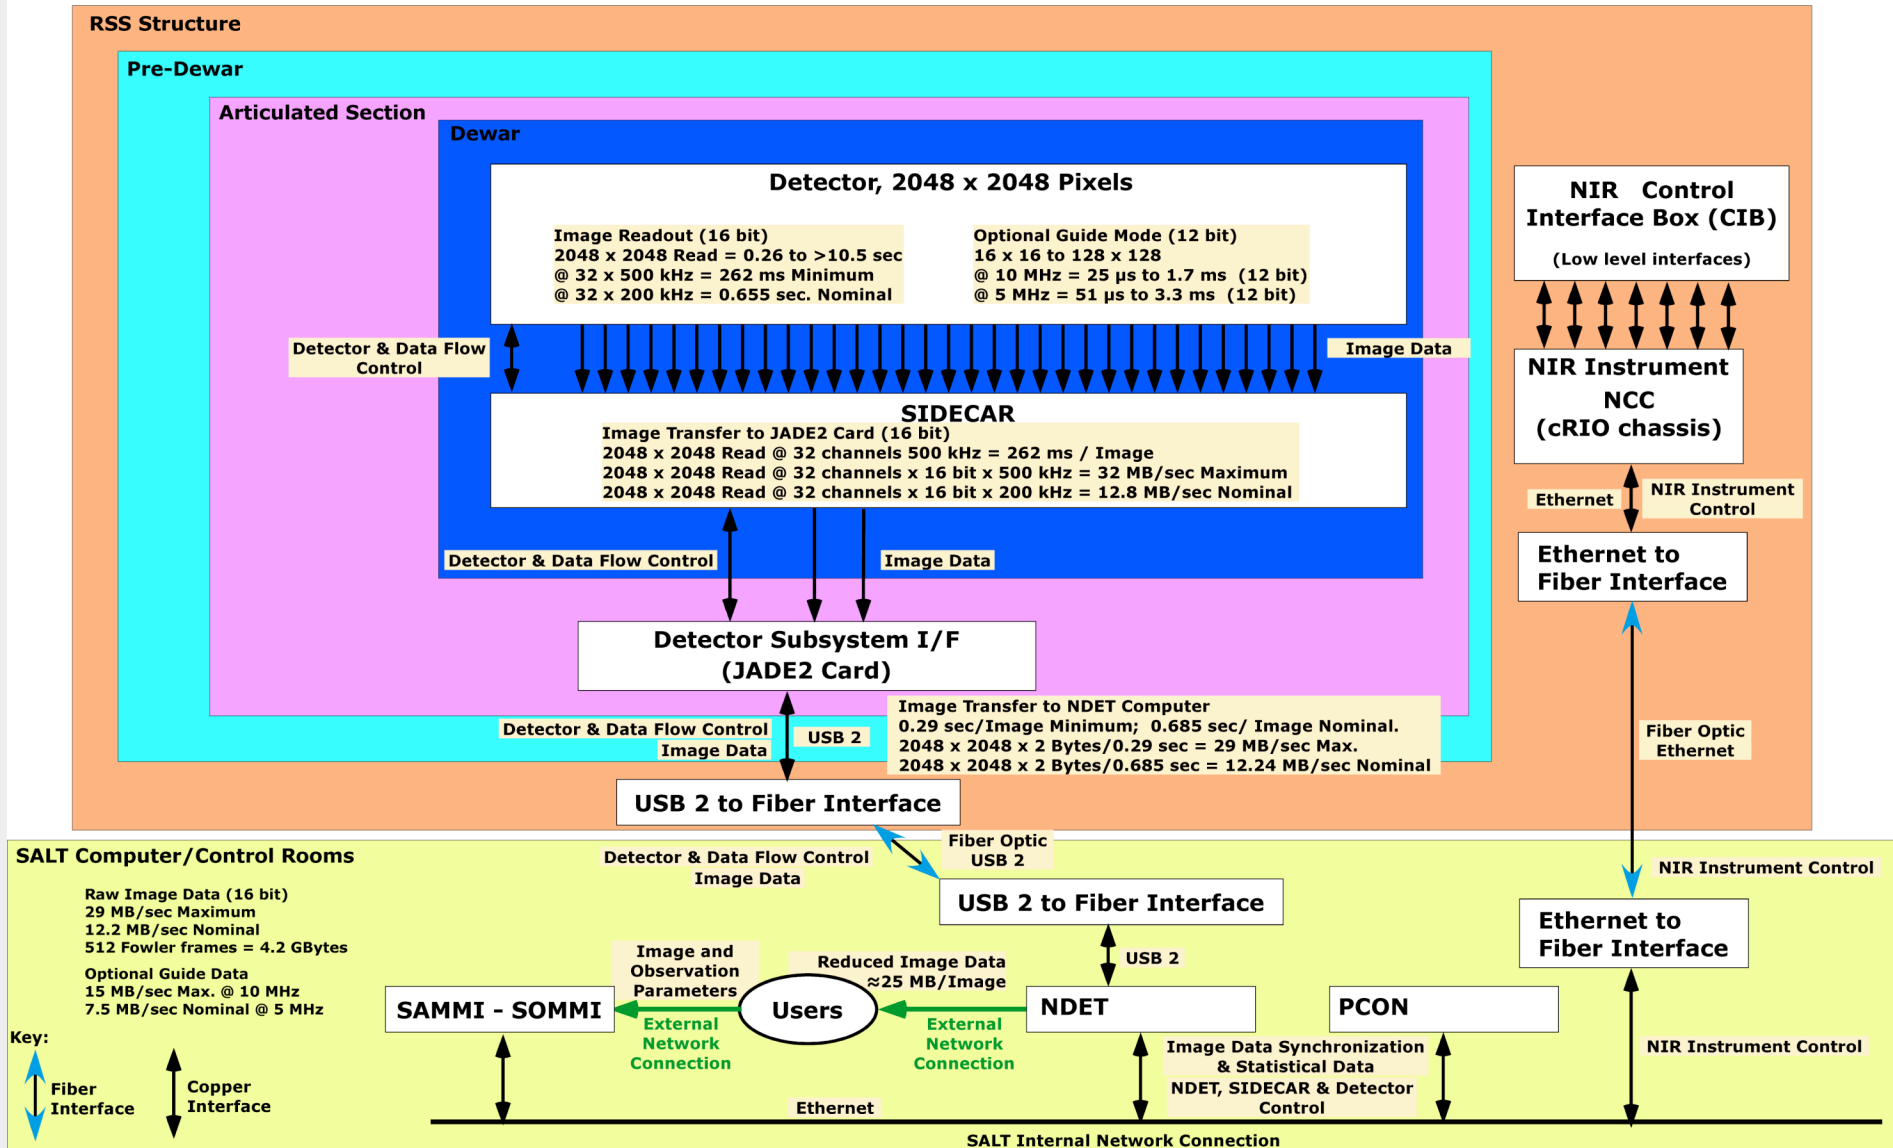 RSS Structure
Pre-Dewar
Articulated Section
Dewar
Detector, 2048 x 2048 Pixels
Image Readout (16 bit)
2048 x 2048 Read = 0.26 to >10.5 sec
@ 32 x 500 kHz = 262 ms Minimum
@ 32 x 200 kHz = 0.655 sec. Nominal
Optional Guide Mode (12 bit)
16 x 16 to 128 x 128
@ 10 MHz = 25 µs to 1.7 ms (12 bit)
@ 5 MHz = 51 µs to 3.3 ms (12 bit)
Detector & Data Flow
Control
Image Data
SIDECAR
Image Transfer to JADE2 Card (16 bit)
2048 x 2048 Read @ 32 channels 500 kHz = 262 ms / Image
2048 x 2048 Read @ 32 channels x 16 bit x 500 kHz = 32 MB/sec Maximum
2048 x 2048 Read @ 32 channels x 16 bit x 200 kHz = 12.8 MB/sec Nominal
Detector & Data Flow Control
Image Data
Detector Subsystem I/F
(JADE2 Card)
Detector & Data Flow Control
Image Data
USB 2
Image Transfer to NDET Computer
0.29 sec/Image Minimum; 0.685 sec/ Image Nominal.
2048 x 2048 x 2 Bytes/0.29 sec = 29 MB/sec Max.
2048 x 2048 x 2 Bytes/0.685 sec = 12.24 MB/sec Nominal
USB 2 to Fiber Interface
NIR Control
Interface Box (CIB)
(Low level interfaces)
NIR Instrument
NCC
(cRIO chassis)
Ethernet
NIR Instrument
Control
Ethernet to
Fiber Interface
Fiber Optic
Ethernet
SALT Computer/Control Rooms
Raw Image Data (16 bit)
29 MB/sec Maximum
12.2 MB/sec Nominal
512 Fowler frames = 4.2 GBytes
Optional Guide Data
15 MB/sec Max. @ 10 MHz
7.5 MB/sec Nominal @ 5 MHz
Key:
Fiber
Interface
Copper
Interface
Detector & Data Flow Control
Image Data
Fiber Optic
USB 2
USB 2 to Fiber Interface
USB 2
Image and
Observation
Parameters
Reduced Image Data
≈25 MB/Image
SAMMI - SOMMI
Users
NDET
PCON
External
Network
Connection
External
Network
Connection
Image Data Synchronization
& Statistical Data
NDET, SIDECAR & Detector
Control
NIR Instrument Control
Ethernet to
Fiber Interface
NIR Instrument Control
Ethernet
SALT Internal Network Connection